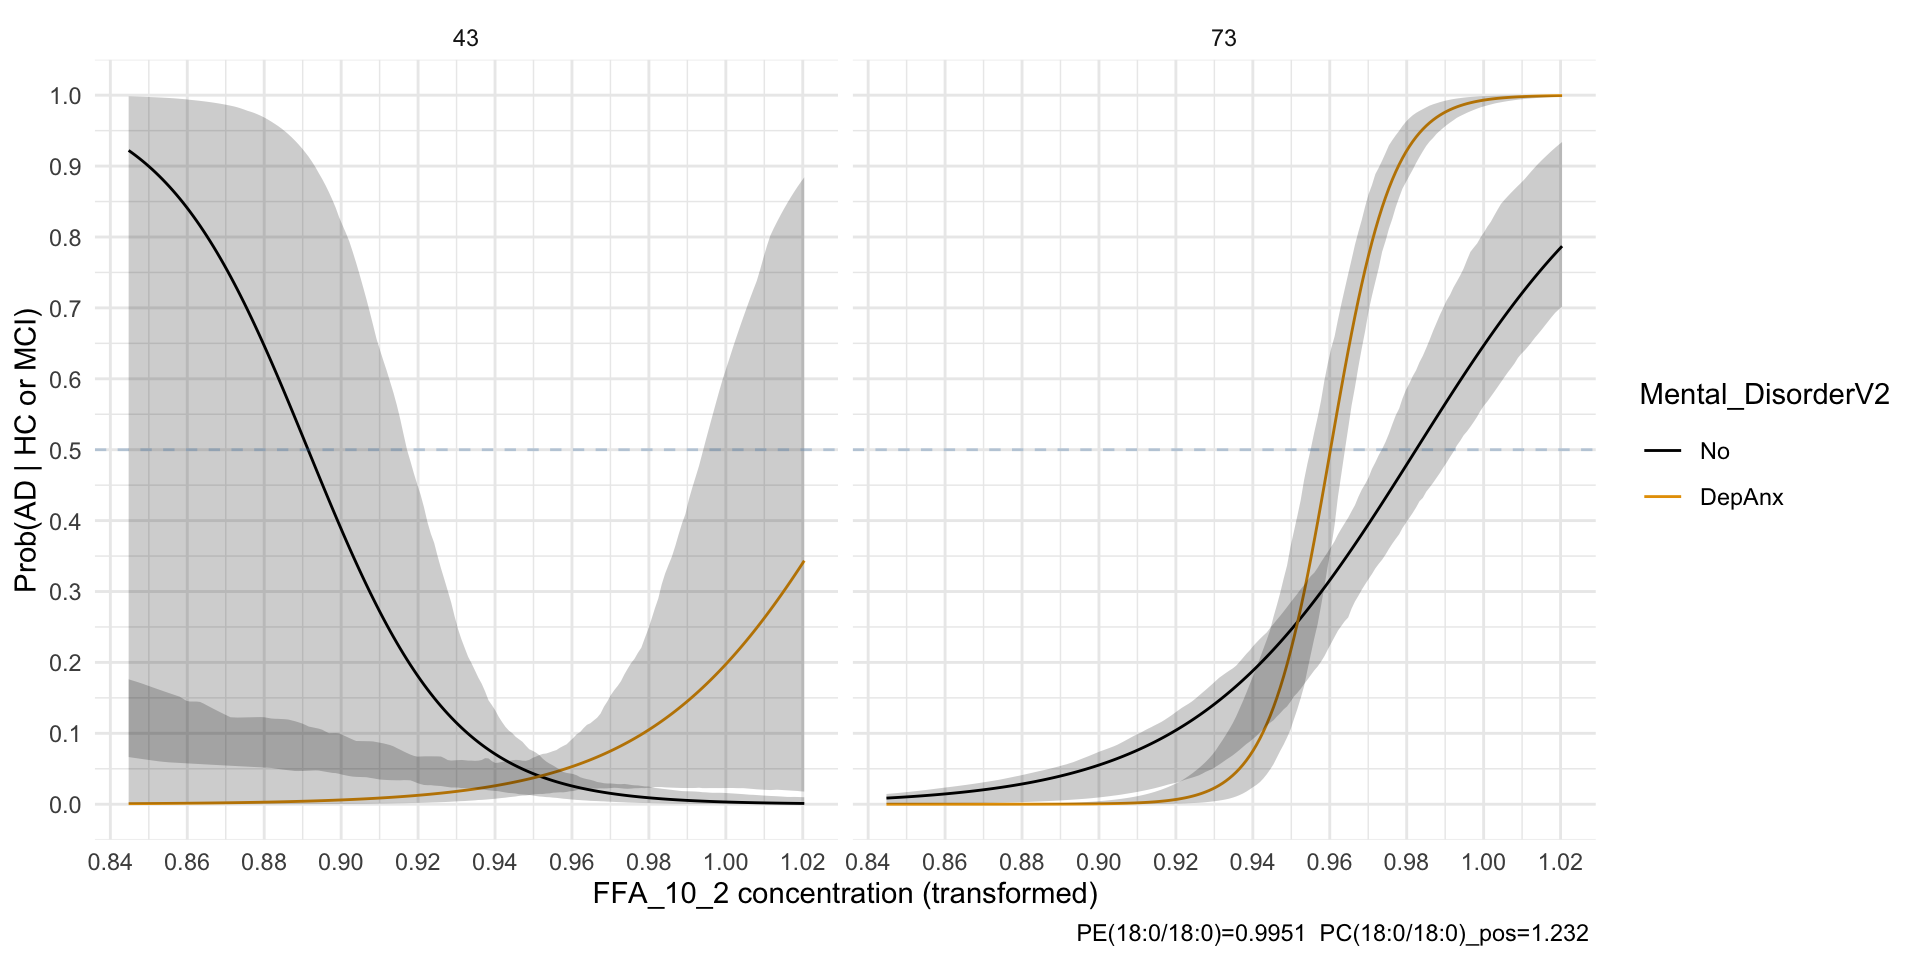 43 73
Prob(AD | HC or MCI)
1.0
0.9
0.8
0.7
0.6
0.5
0.4
0.3
0.2
0.1
0.0
0.84 0.86 0.88 0.90 0.92 0.94 0.96 0.98 1.00 1.02 0.84 0.86 0.88 0.90 0.92 0.94 0.96 0.98 1.00 1.02
FFA_10_2 concentration (transformed)
PE(18:0/18:0)=0.9951 PC(18:0/18:0)_pos=1.232
Mental_DisorderV2
No
DepAnx